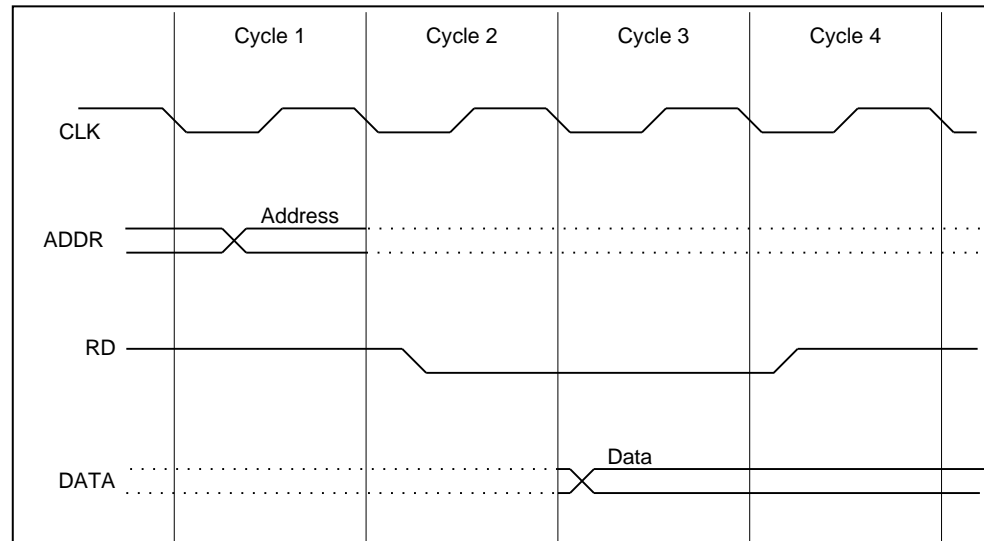 Cycle 1 Cycle 2 Cycle 3 Cycle 4
CLK
Address
ADDR
RD
Data
DATA